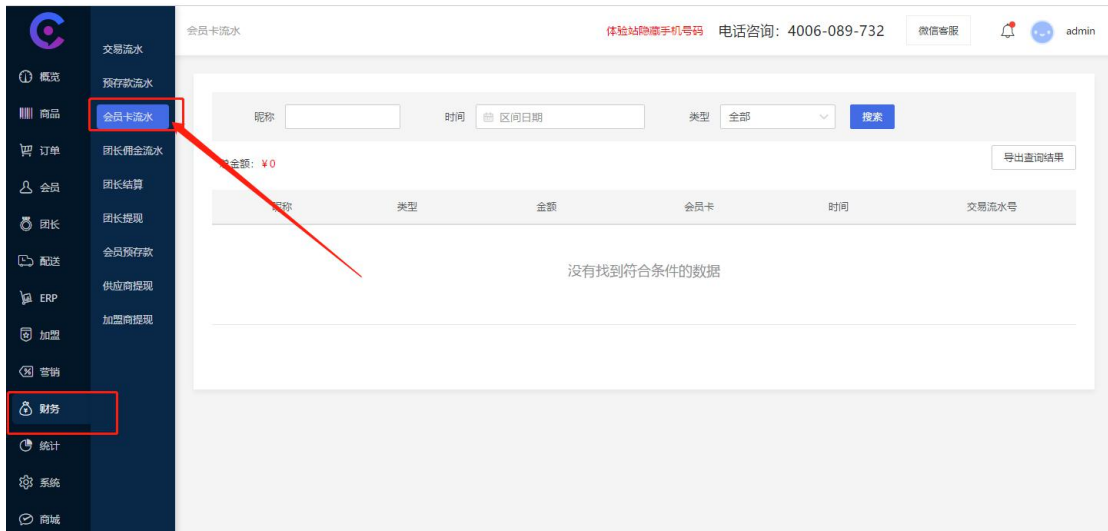 会员卡流水
体验站隐藏手机号码 电话咨询：4006-089-732 微信客服 admin
概览
商品
订单
会员
团长
配送
ERP
加盟
营销
财务
统计
系统
商城
交易流水
预存款流水
会员卡流水
团长佣金流水
团长结算
团长提现
会员预存款
供应商提现
加盟商提现
昵称 时间 区间日期 类型 全部 搜索
金额：¥0 导出查询结果
昵称 类型 金额 会员卡 时间 交易流水号
没有找到符合条件的数据